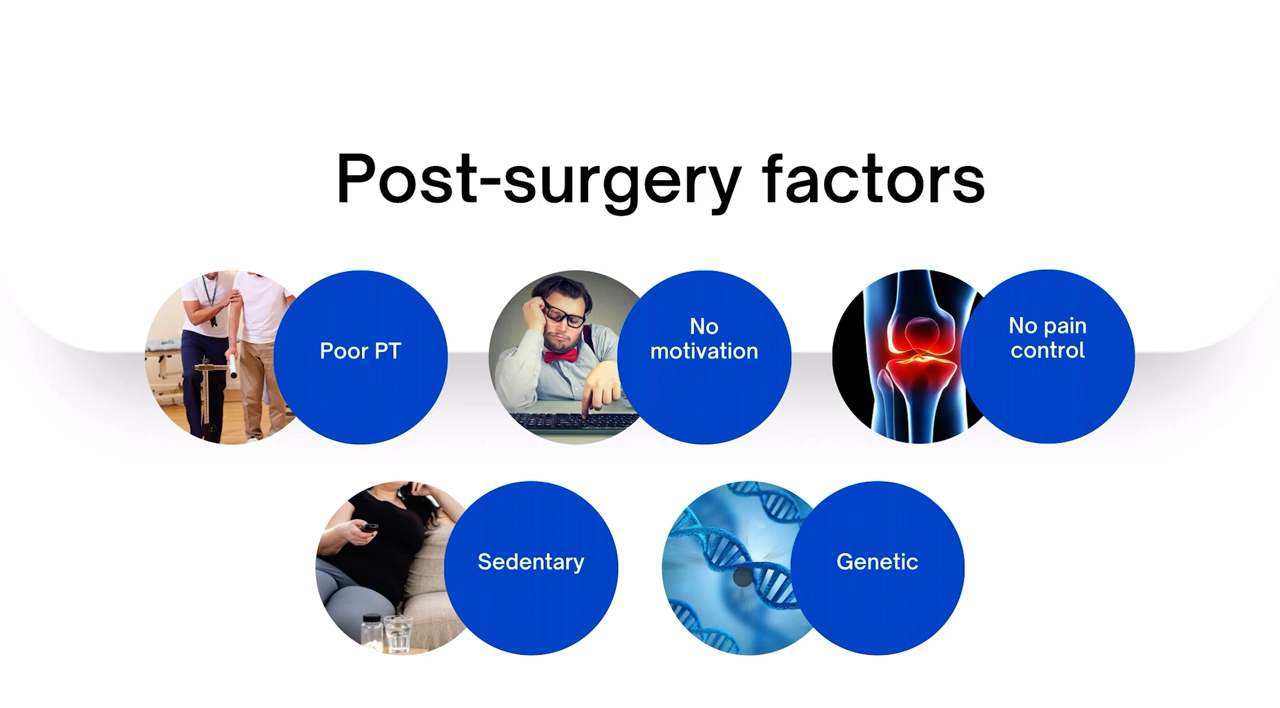 Post-surgery factors
Poor PT
No
motivation
No pain
control
Sedentary
Genetic